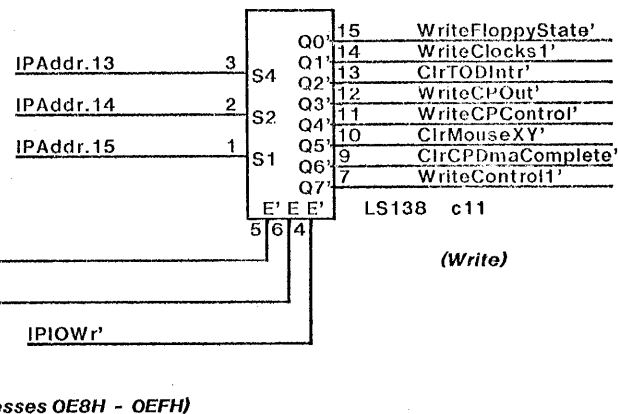 Q0' 15 WriteFloppyState'
Q1' 14 WriteClocks1'
IPAddr.13 3 S4 Q2' 13 ClrTODIntr'
Q3' 12 WriteCPOut'
IPAddr.14 2 S2 Q4' 11 WriteCPControl'
Q5' 10 ClrMouseXY'
IPAddr.15 1 S1 Q6' 9 ClrCPDmaComplete'
Q7' 7 WriteControl1'
E' E E' LS138 c11
5 6 4
(Write)
IPIOWr'
esses 0E8H - 0EFH)